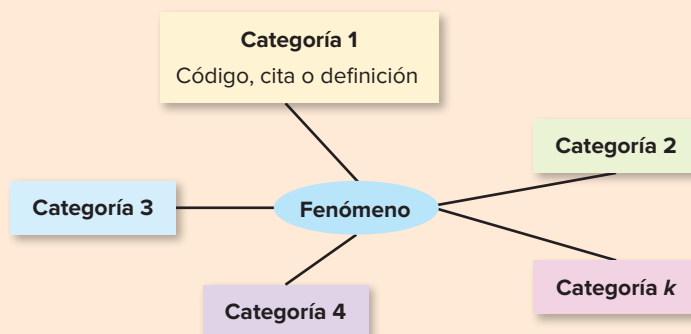 Categoría 1
Código, cita o definición
Categoría 2
Categoría 3
Fenómeno
Categoría k
Categoría 4